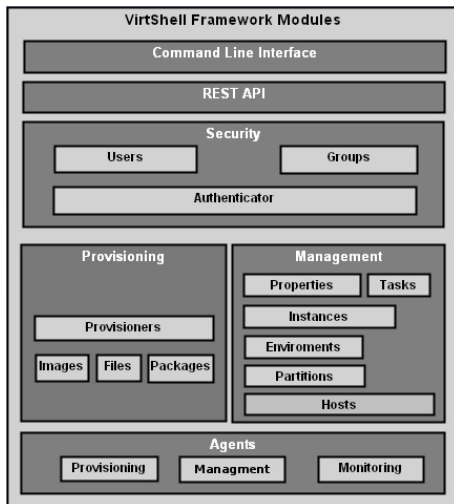 VirtShell Framework Modules
Command Line Interface
REST API
Security
Users
Groups
Authenticator
Provisioning
Provisioners
Images
Files
Packages
Management
Properties
Tasks
Instances
Enviroments
Partitions
Hosts
Agents
Provisioning
Managment
Monitoring